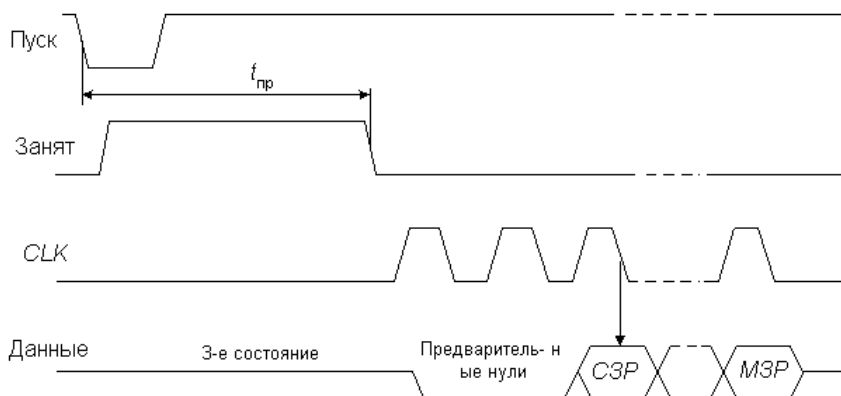 Пуск
tпр
Занят
CLK
Данные
3-е состояние
Предваритель- н
ые нули
СЗР
МЗР